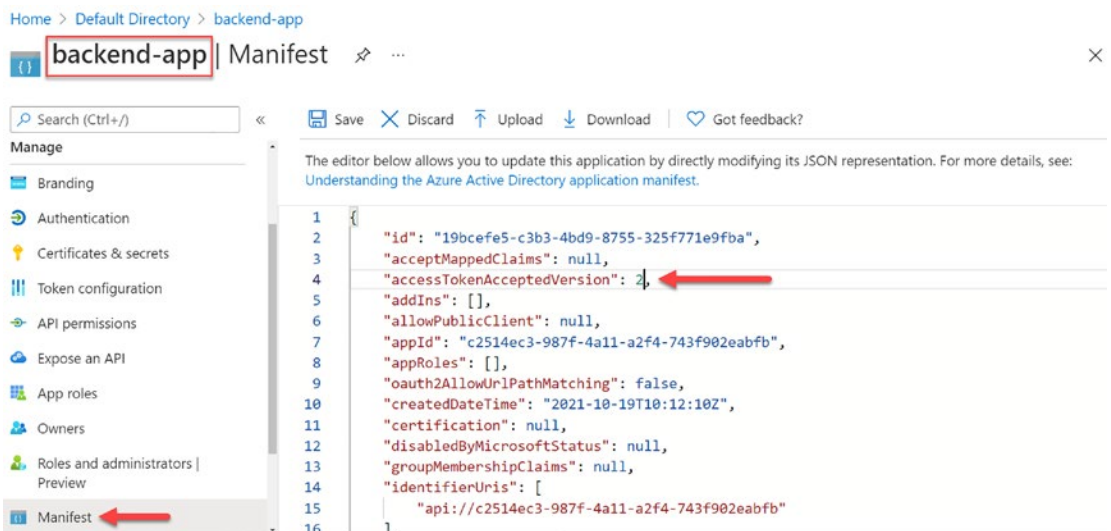 Home > Default Directory > backend-app
backend-app | Manifest ...
Search (Ctrl+/) «
Save Discard Upload Download | Got feedback?
Manage
Branding
Authentication
Certificates & secrets
Token configuration
API permissions
Expose an API
App roles
Owners
Roles and administrators |
Preview
Manifest
The editor below allows you to update this application by directly modifying its JSON representation. For more details, see:
Understanding the Azure Active Directory application manifest.
1 {
2 "id": "19bcefe5-c3b3-4bd9-8755-325f771e9fba",
3 "acceptMappedClaims": null,
4 "accessTokenAcceptedVersion": 2,
5 "addIns": [],
6 "allowPublicClient": null,
7 "appId": "c2514ec3-987f-4a11-a2f4-743f902eabfb",
8 "appRoles": [],
9 "oauth2AllowUrlPathMatching": false,
10 "createdDateTime": "2021-10-19T10:12:10Z",
11 "certification": null,
12 "disabledByMicrosoftStatus": null,
13 "groupMembershipClaims": null,
14 "identifierUris": [
15 "api://c2514ec3-987f-4a11-a2f4-743f902eabfb"
16 ]